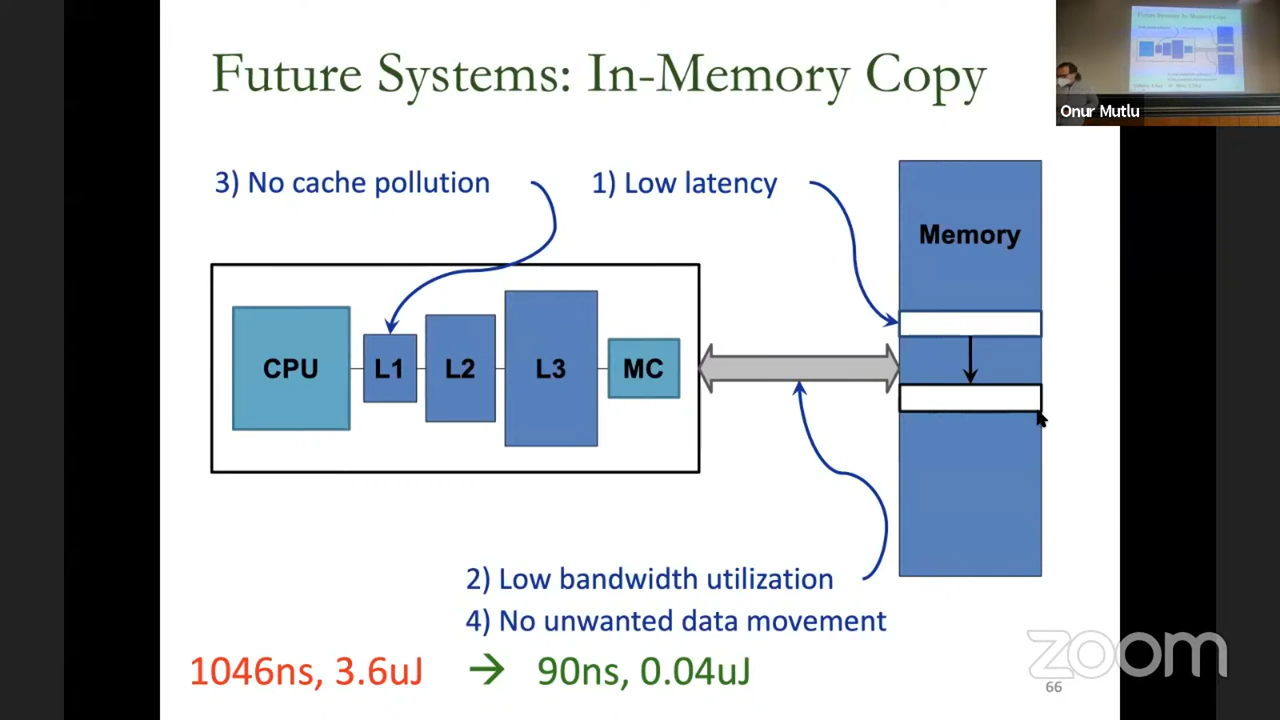 Future Systems: In-Memory Copy
Onur Mutlu
3) No cache pollution
1) Low latency
Memory
CPU
L1
L2
L3
MC
2) Low bandwidth utilization
4) No unwanted data movement
1046ns, 3.6uJ → 90ns, 0.04uJ
zoom
66